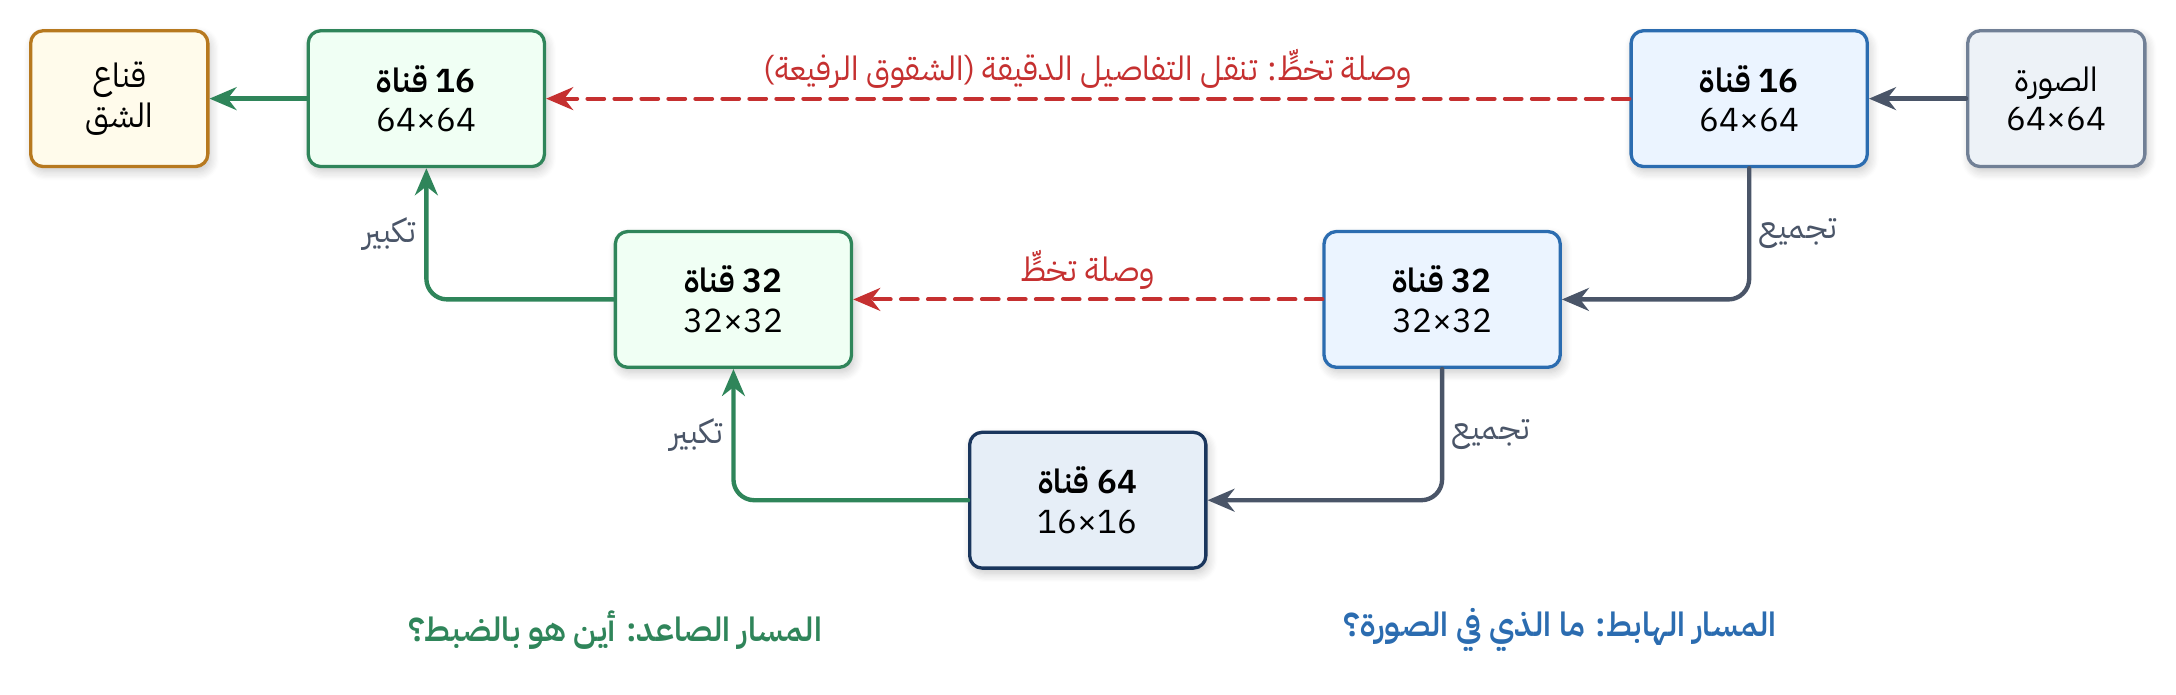 الصورة
64×64
16 قناة
64×64
وصلة تخطٍّ: تنقل التفاصيل الدقيقة (الشقوق الرفيعة)
16 قناة
64×64
قناع
الشق
تجميع
تكبير
32 قناة
32×32
وصلة تخطٍّ
32 قناة
32×32
تجميع
تكبير
64 قناة
16×16
المسار الهابط: ما الذي في الصورة؟
المسار الصاعد: أين هو بالضبط؟